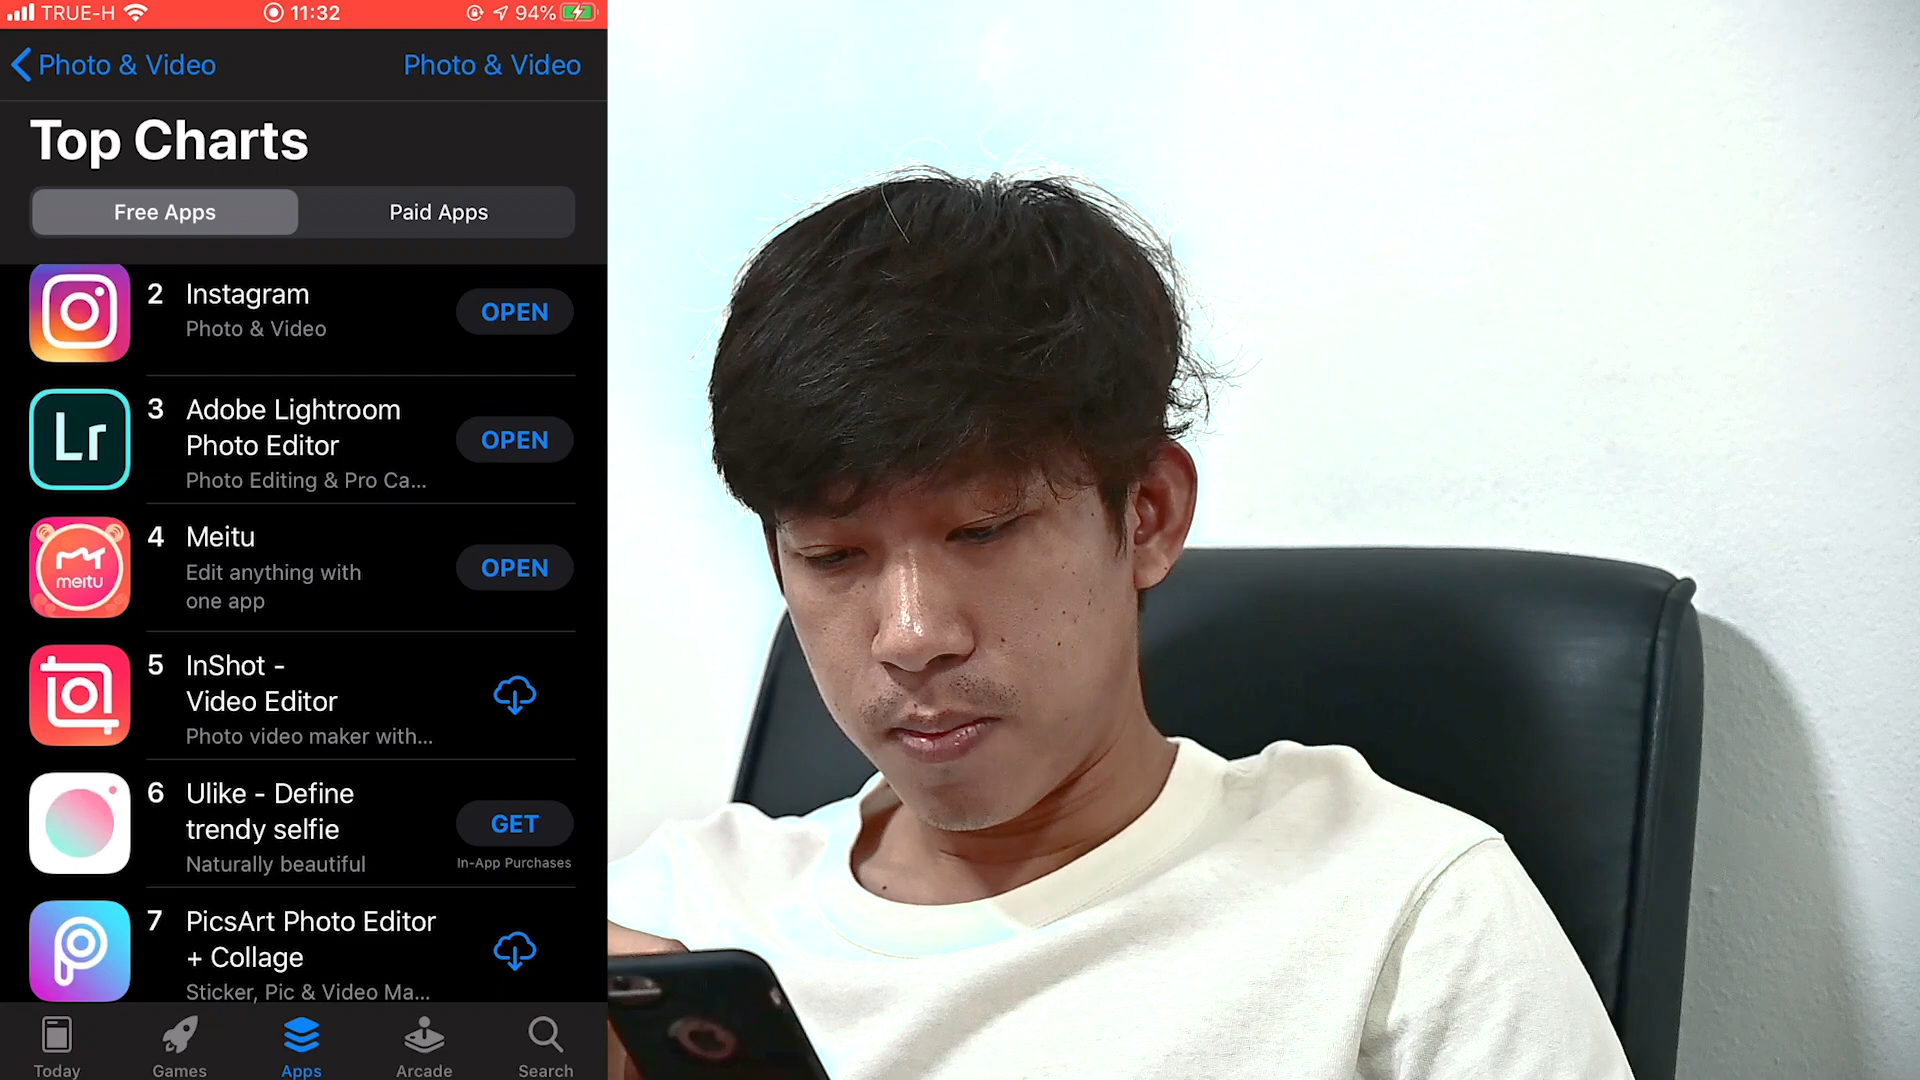 TRUE-H 11:32 94%
Photo & Video Photo & Video
Top Charts
Free Apps Paid Apps
2 Instagram
Photo & Video
OPEN
Lr
3 Adobe Lightroom
Photo Editor
Photo Editing & Pro Ca...
OPEN
meitu
4 Meitu
Edit anything with
one app
OPEN
5 InShot -
Video Editor
Photo video maker with...
6 Ulike - Define
trendy selfie
Naturally beautiful
GET
In-App Purchases
7 PicsArt Photo Editor
+ Collage
Sticker, Pic & Video Ma...
Today Games Apps Arcade Search